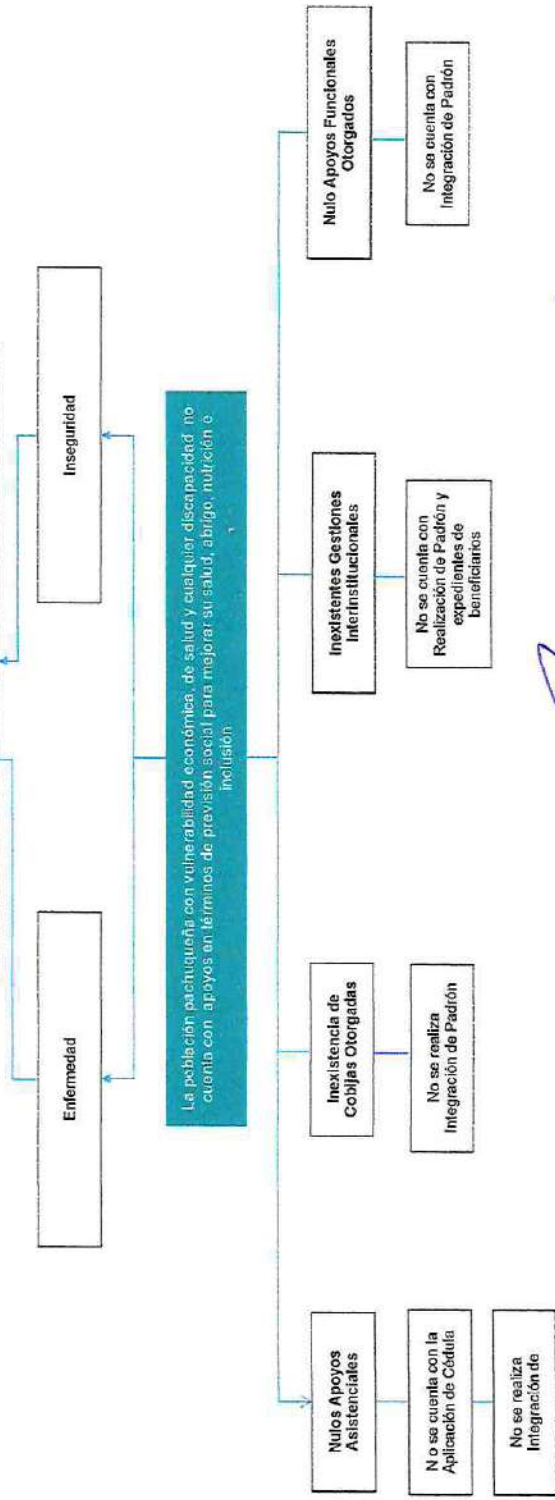 Enfermedad
Inseguridad
La población pachuqueña con vulnerabilidad económica, de salud y cualquier discapacidad no
cuenta con apoyos en términos de previsión social para mejorar su salud, abrigo, nutrición o
inclusión
Nulos Apoyos
Asistenciales
No se cuenta con la
Aplicación de Cédula
No se realiza
Integración de
Inexistencia de
Cobijas Otorgadas
No se realiza
Integración de Padrón
Inexistentes Gestiones
Interinstitucionales
No se cuenta con
Realización de Padrón y
expedientes de
beneficiarios
Nulo Apoyos Funcionales
Otorgados
No se cuenta con
Integración de Padrón